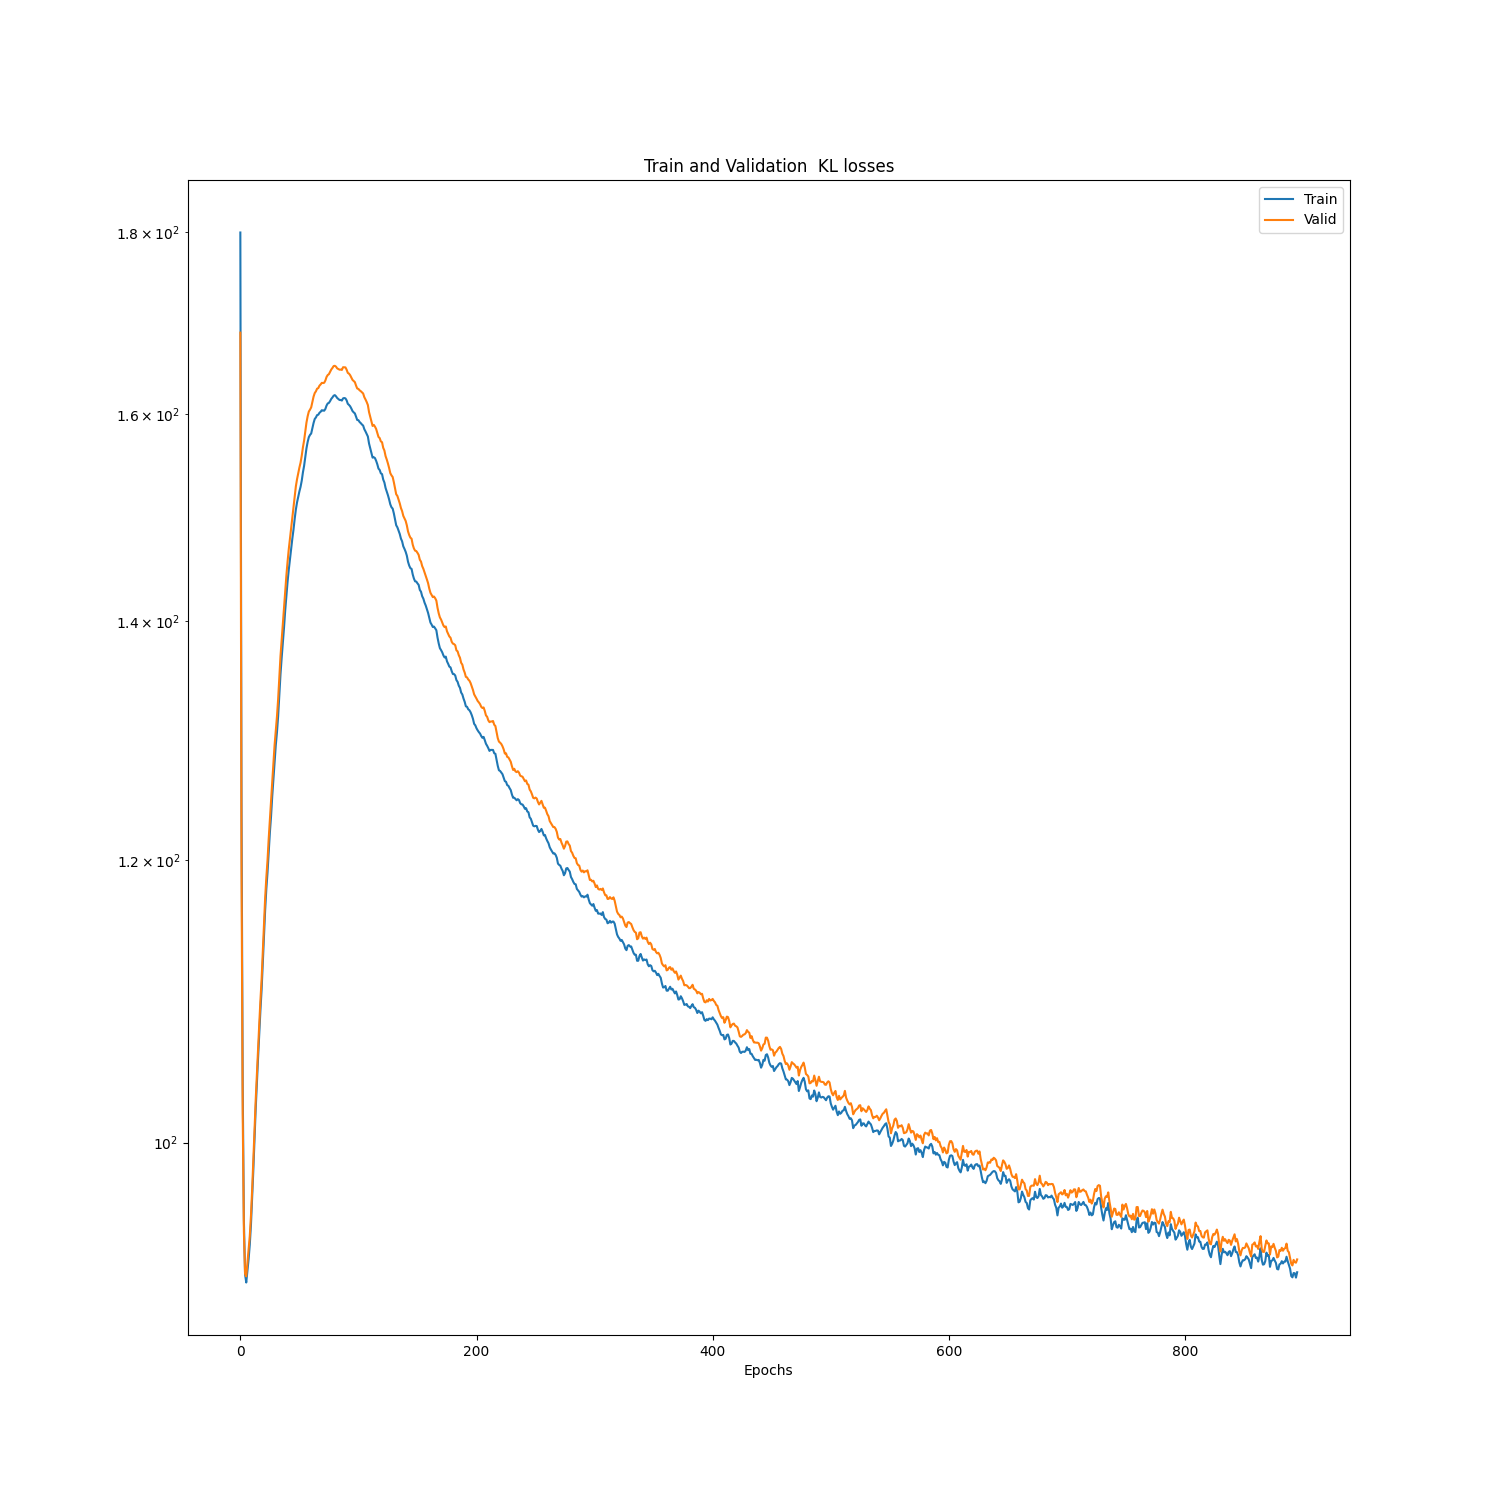 Train and Validation  KL losses
Train
Valid
1.8 × 10²
1.6 × 10²
1.4 × 10²
1.2 × 10²
10²
0 200 400 600 800
Epochs